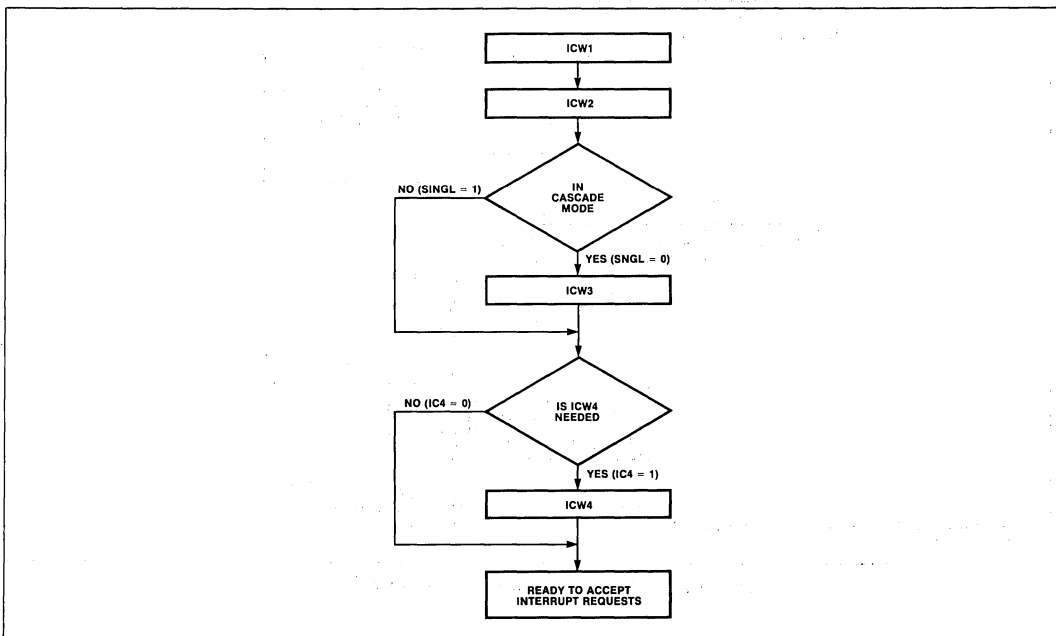 ICW1
ICW2
IN
CASCADE
MODE
NO (SINGL = 1)
YES (SNGL = 0)
ICW3
IS ICW4
NEEDED
NO (IC4 = 0)
YES (IC4 = 1)
ICW4
READY TO ACCEPT
INTERRUPT REQUESTS